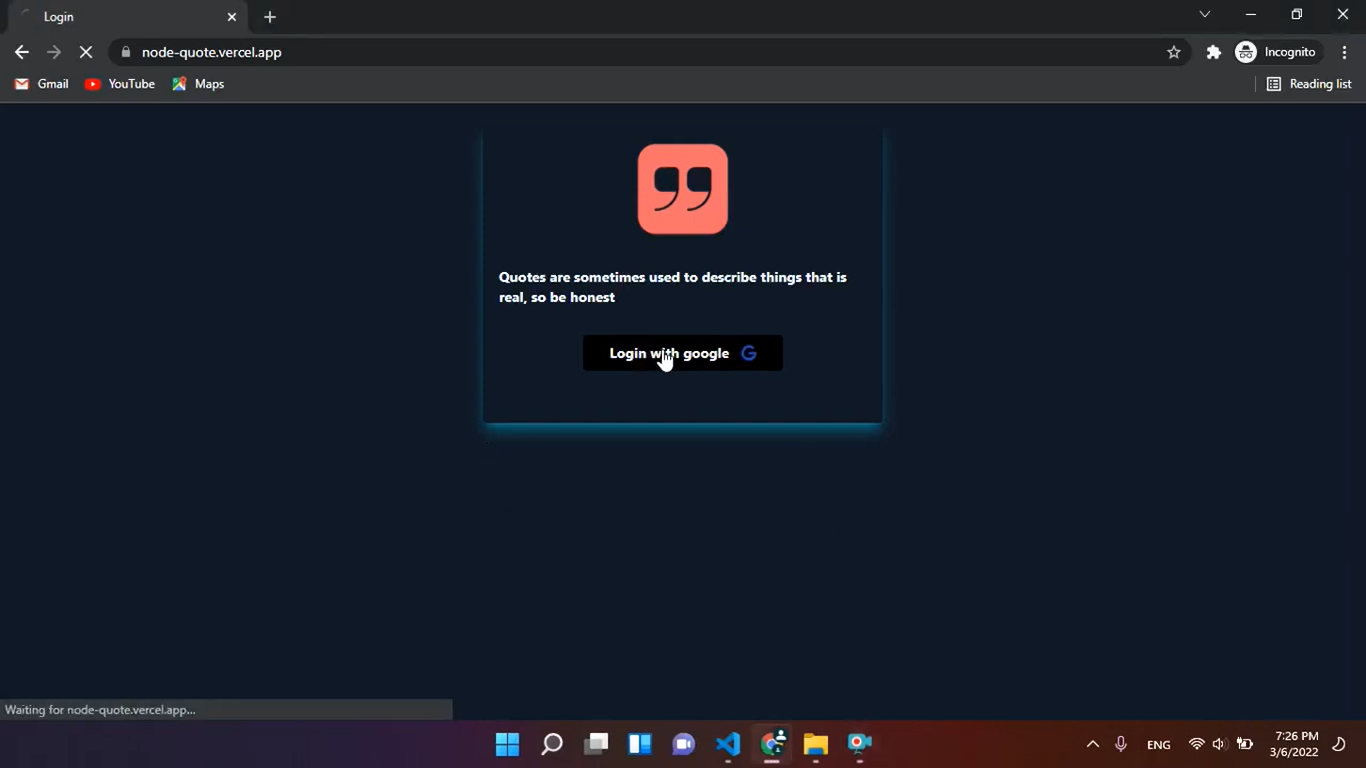 Login
node-quote.vercel.app
Incognito
Gmail
YouTube
Maps
Reading list
Quotes are sometimes used to describe things that is
real, so be honest
Login with google G
Waiting for node-quote.vercel.app...
ENG
7:26 PM
3/6/2022